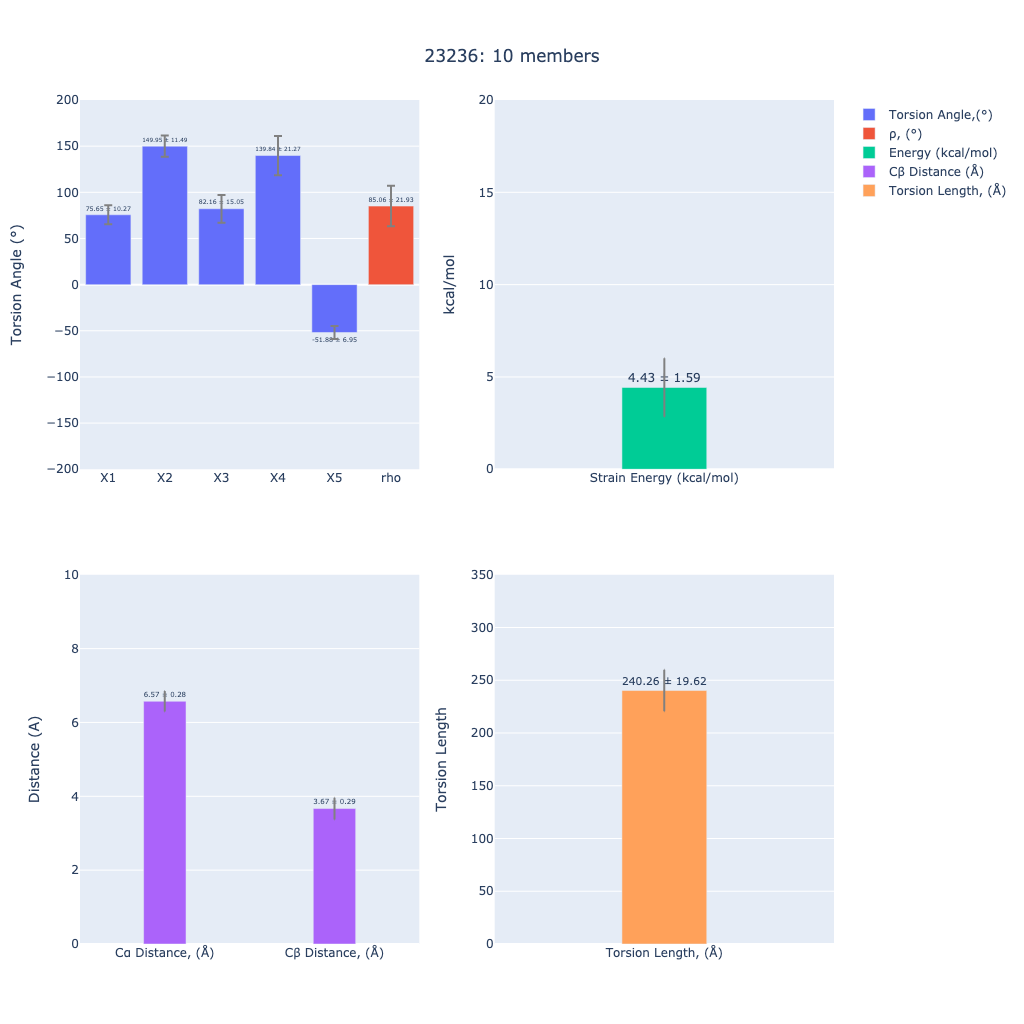 23236: 10 members
200
150
100
50
0
−50
−100
−150
−200
Torsion Angle (°)
75.65 ± 10.27
149.95 ± 11.49
82.16 ± 15.05
139.84 ± 21.27
-51.88 ± 6.95
85.06 ± 21.93
X1
X2
X3
X4
X5
rho
20
15
10
5
0
kcal/mol
4.43 ± 1.59
Strain Energy (kcal/mol)
Torsion Angle,(°)
ρ, (°)
Energy (kcal/mol)
Cβ Distance (Å)
Torsion Length, (Å)
10
8
6
4
2
0
Distance (A)
6.57 ± 0.28
3.67 ± 0.29
Cα Distance, (Å)
Cβ Distance, (Å)
350
300
250
200
150
100
50
0
Torsion Length
240.26 ± 19.62
Torsion Length, (Å)